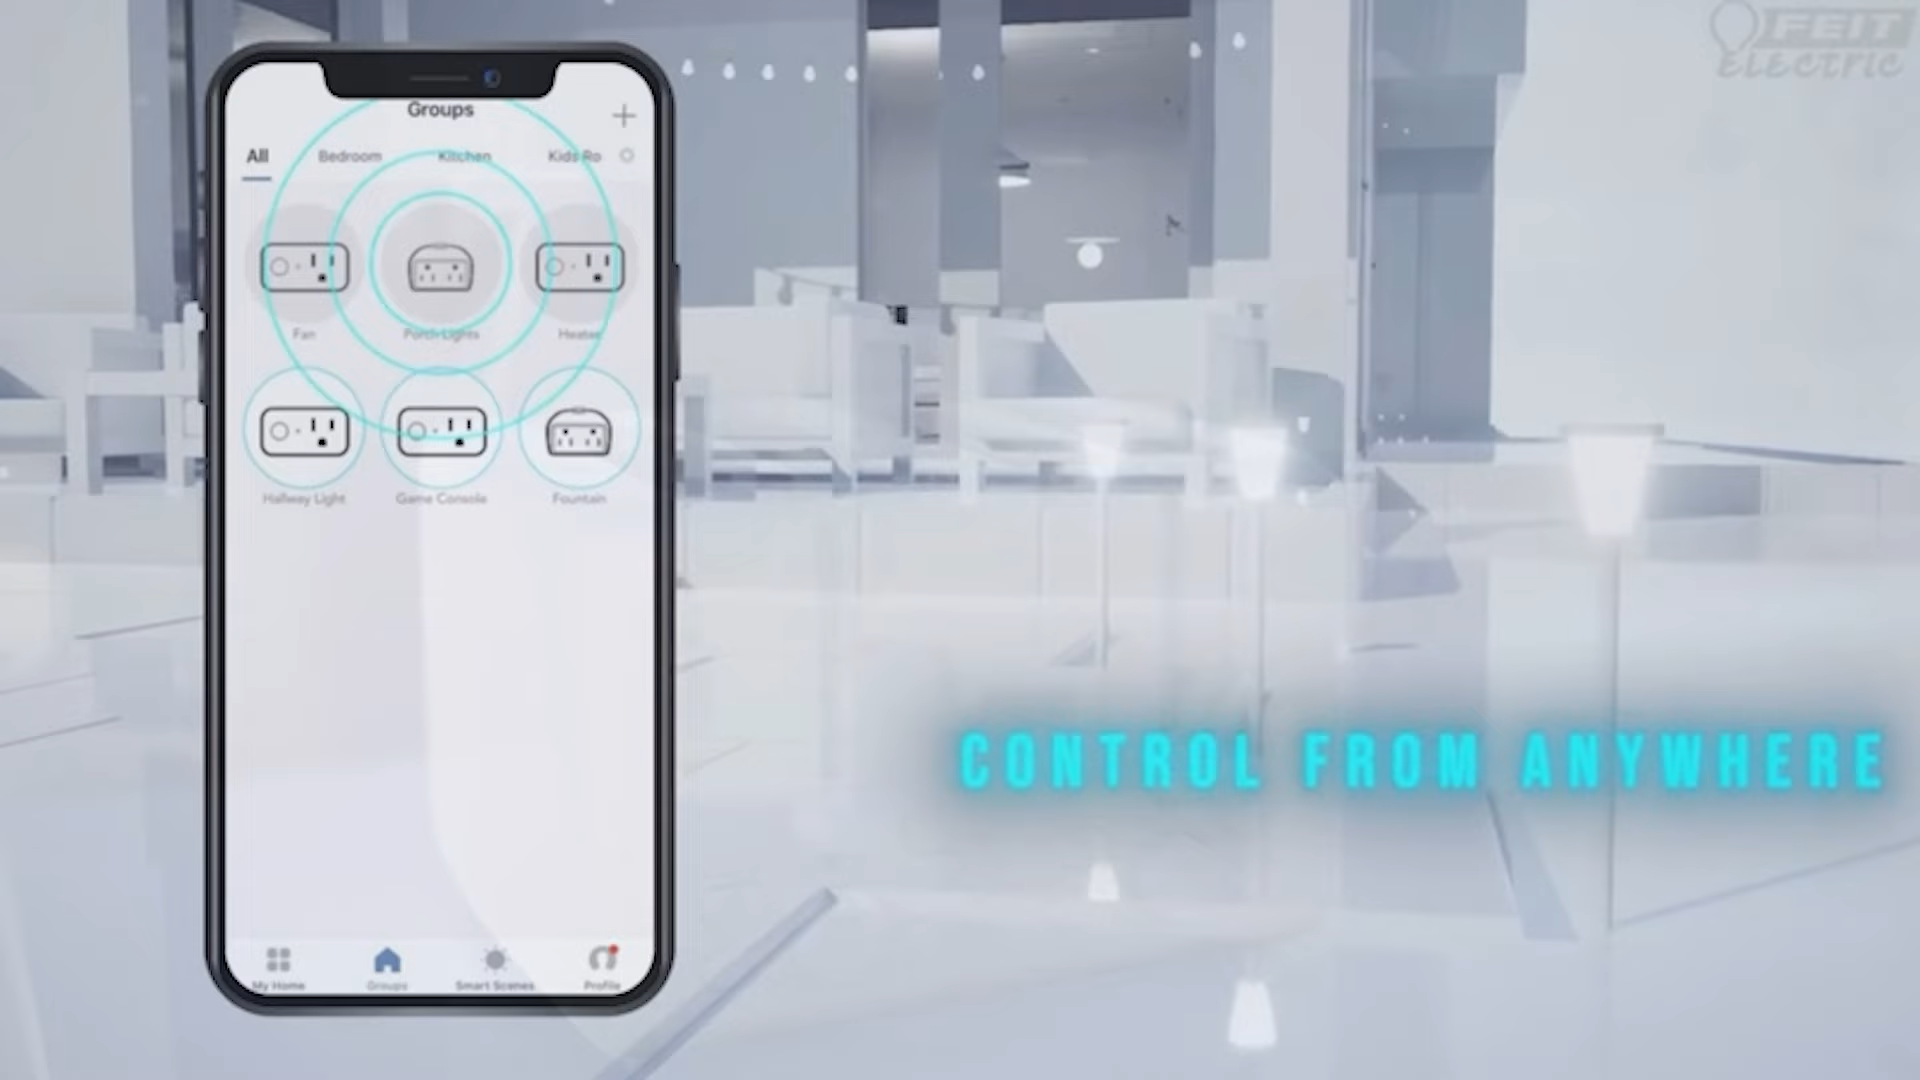 FEIT
ELECTRIC
Groups
All Bedroom Kitchen Kids Ro
Fan Porch Lights Heater
Hallway Light Game Console Fountain
CONTROL FROM ANYWHERE
My Home Groups Smart Scenes Profile